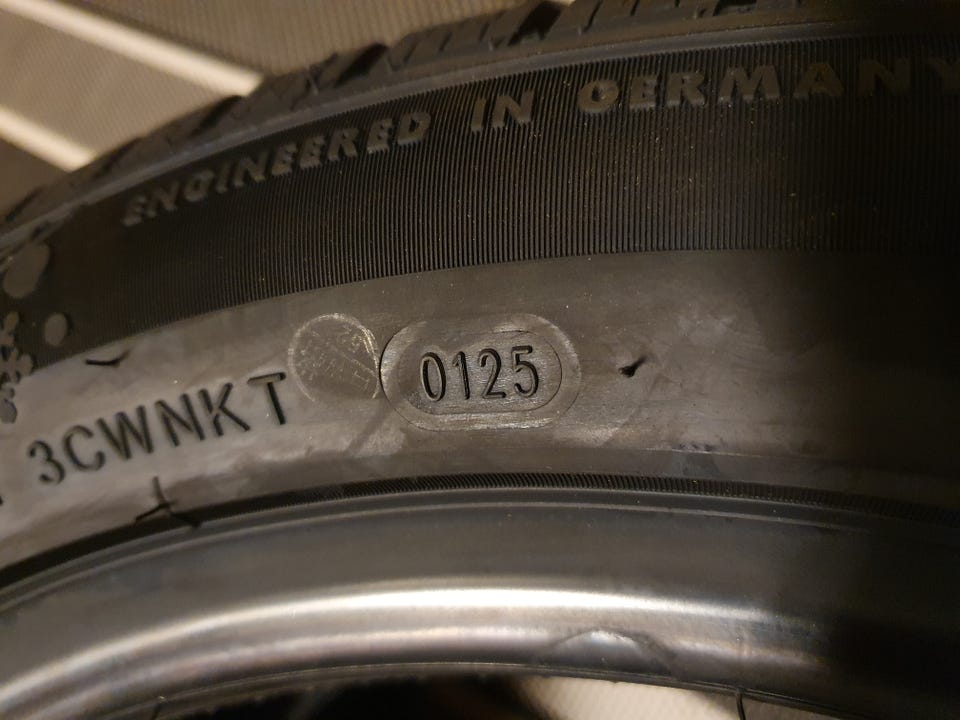 ENGINEERED IN GERMANY
3CWNKT
0125